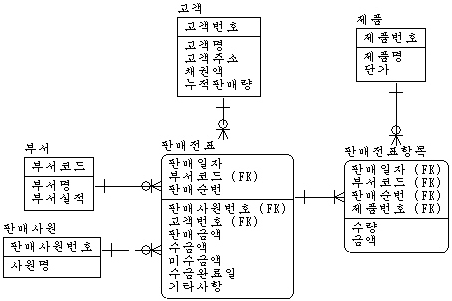 고객
고객번호
고객명
고객주소
채권액
누적판매량
제품
제품번호
제품명
단가
부서
부서코드
부서명
부서실적
판매전표
판매일자
부서코드 (FK)
판매순번
판매사원번호 (FK)
고객번호 (FK)
판매금액
수금액
미수금액
수금완료일
기타사항
판매전표항목
판매일자 (FK)
부서코드 (FK)
판매순번 (FK)
제품번호 (FK)
수량
금액
판매사원
판매사원번호
사원명